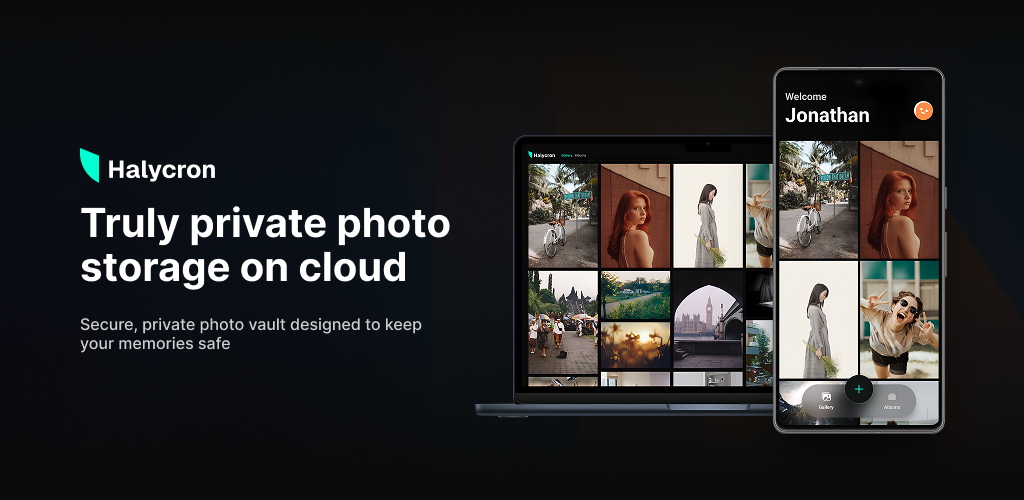 Halycron
Truly private photo
storage on cloud
Secure, private photo vault designed to keep
your memories safe
Halycron Gallery Albums
Welcome
Jonathan
Gallery
Albums